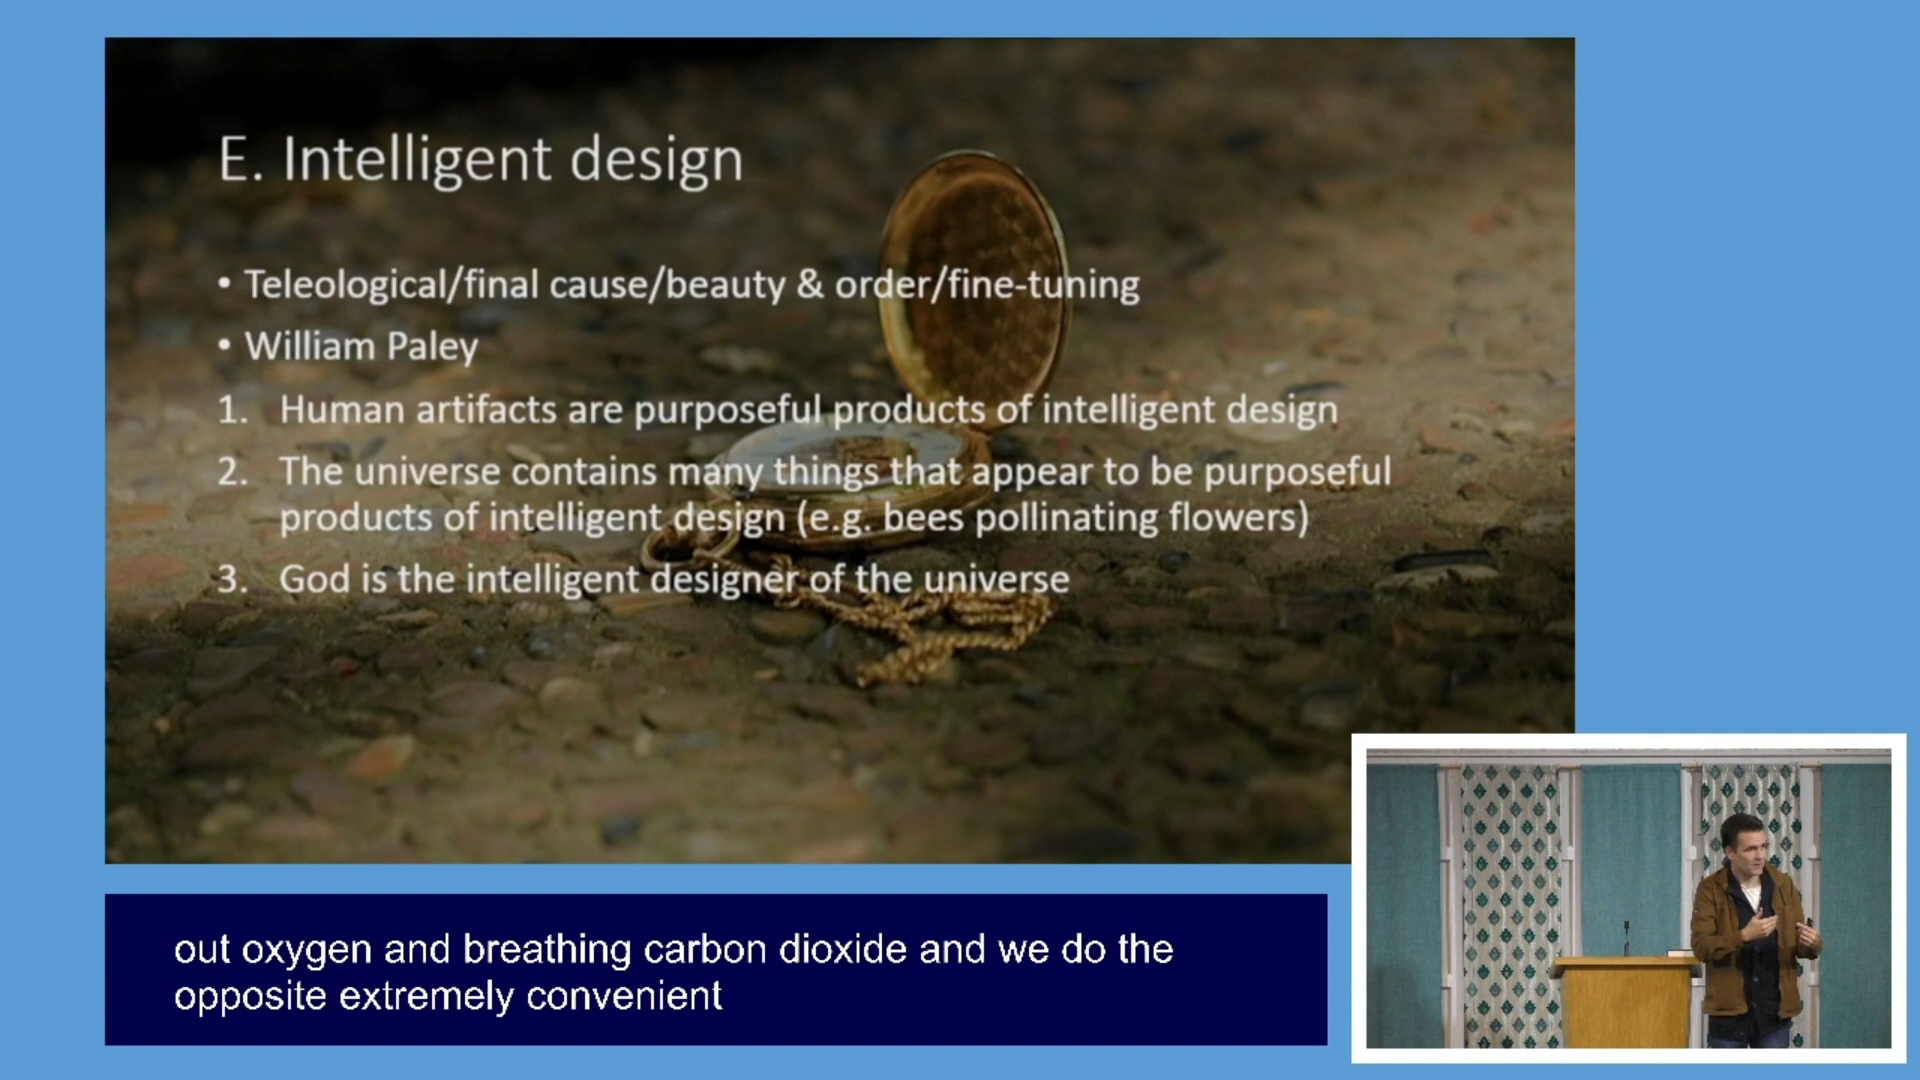 E. Intelligent design
• Teleological/final cause/beauty & order/fine-tuning
• William Paley
1. Human artifacts are purposeful products of intelligent design
2. The universe contains many things that appear to be purposeful
products of intelligent design (e.g. bees pollinating flowers)
3. God is the intelligent designer of the universe
out oxygen and breathing carbon dioxide and we do the
opposite extremely convenient